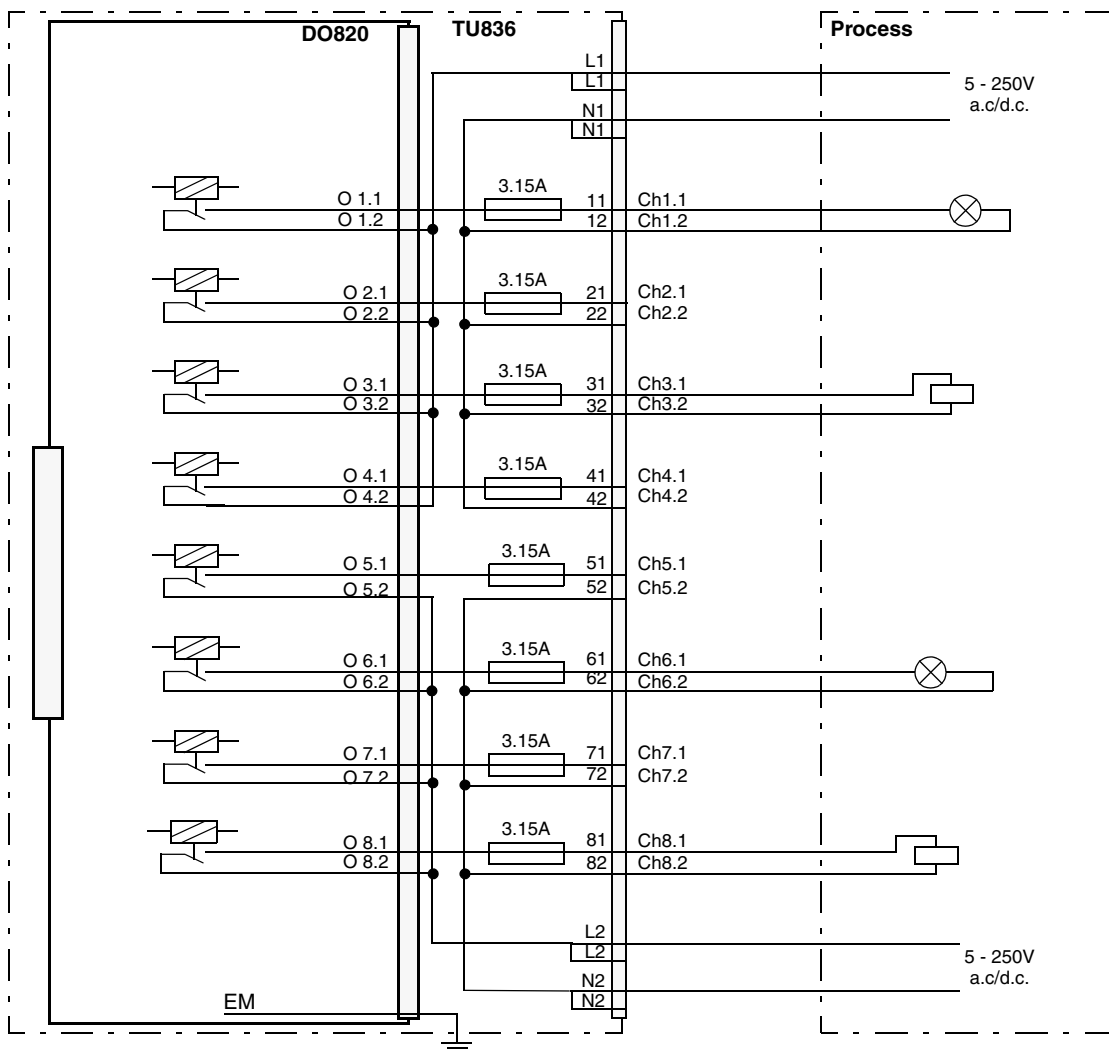 DO820
TU836
Process
L1
L1
5 - 250V
a.c/d.c.
N1
N1
O 1.1
3.15A
11
Ch1.1
O 1.2
12
Ch1.2
O 2.1
3.15A
21
Ch2.1
O 2.2
22
Ch2.2
O 3.1
3.15A
31
Ch3.1
O 3.2
32
Ch3.2
O 4.1
3.15A
41
Ch4.1
O 4.2
42
Ch4.2
O 5.1
3.15A
51
Ch5.1
O 5.2
52
Ch5.2
O 6.1
3.15A
61
Ch6.1
O 6.2
62
Ch6.2
O 7.1
3.15A
71
Ch7.1
O 7.2
72
Ch7.2
O 8.1
3.15A
81
Ch8.1
O 8.2
82
Ch8.2
L2
L2
5 - 250V
a.c/d.c.
N2
N2
EM